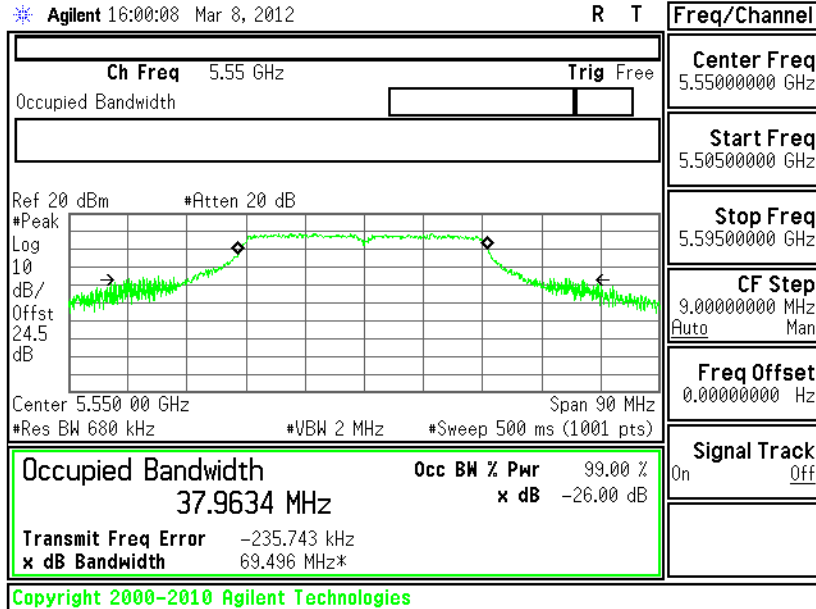 Agilent 16:00:08 Mar 8, 2012 R T
Freq/Channel
Ch Freq 5.55 GHz Trig Free
Occupied Bandwidth
Center Freq
5.55000000 GHz
Start Freq
5.50500000 GHz
Stop Freq
5.59500000 GHz
CF Step
9.00000000 MHz
Auto Man
Freq Offset
0.00000000 Hz
Signal Track
On Off
Ref 20 dBm #Atten 20 dB
#Peak
Log
10
dB/
Offst
24.5
dB
Center 5.550 00 GHz Span 90 MHz
#Res BW 680 kHz #VBW 2 MHz #Sweep 500 ms (1001 pts)
Occupied Bandwidth Occ BW % Pwr 99.00 %
37.9634 MHz x dB -26.00 dB
Transmit Freq Error -235.743 kHz
x dB Bandwidth 69.496 MHz*
Copyright 2000-2010 Agilent Technologies